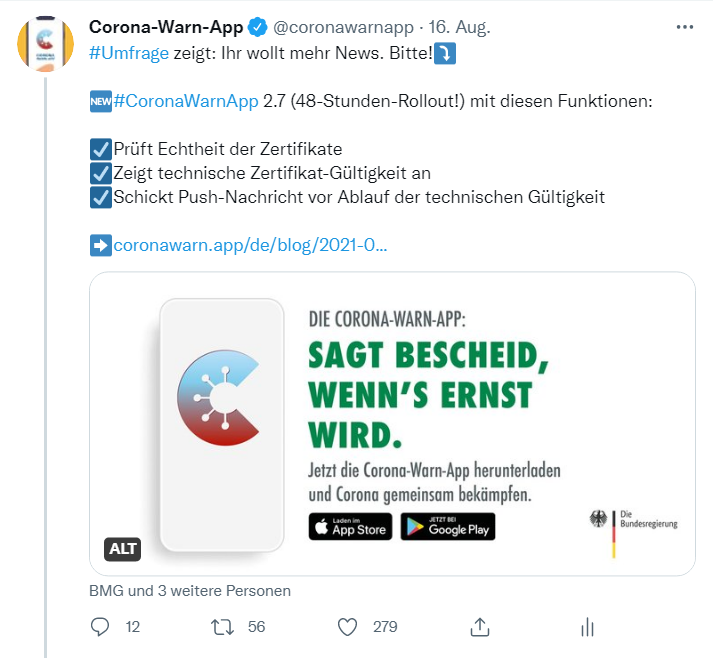 Corona-Warn-App @coronawarnapp · 16. Aug.
#Umfrage zeigt: Ihr wollt mehr News. Bitte!⤵️
🆕#CoronaWarnApp 2.7 (48-Stunden-Rollout!) mit diesen Funktionen:
☑️Prüft Echtheit der Zertifikate
☑️Zeigt technische Zertifikat-Gültigkeit an
☑️Schickt Push-Nachricht vor Ablauf der technischen Gültigkeit
➡️coronawarn.app/de/blog/2021-0...
DIE CORONA-WARN-APP:
SAGT BESCHEID,
WENN'S ERNST
WIRD.
Jetzt die Corona-Warn-App herunterladen
und Corona gemeinsam bekämpfen.
Laden im
App Store
JETZT BEI
Google Play
Die
Bundesregierung
ALT
BMG und 3 weitere Personen
12 56 279